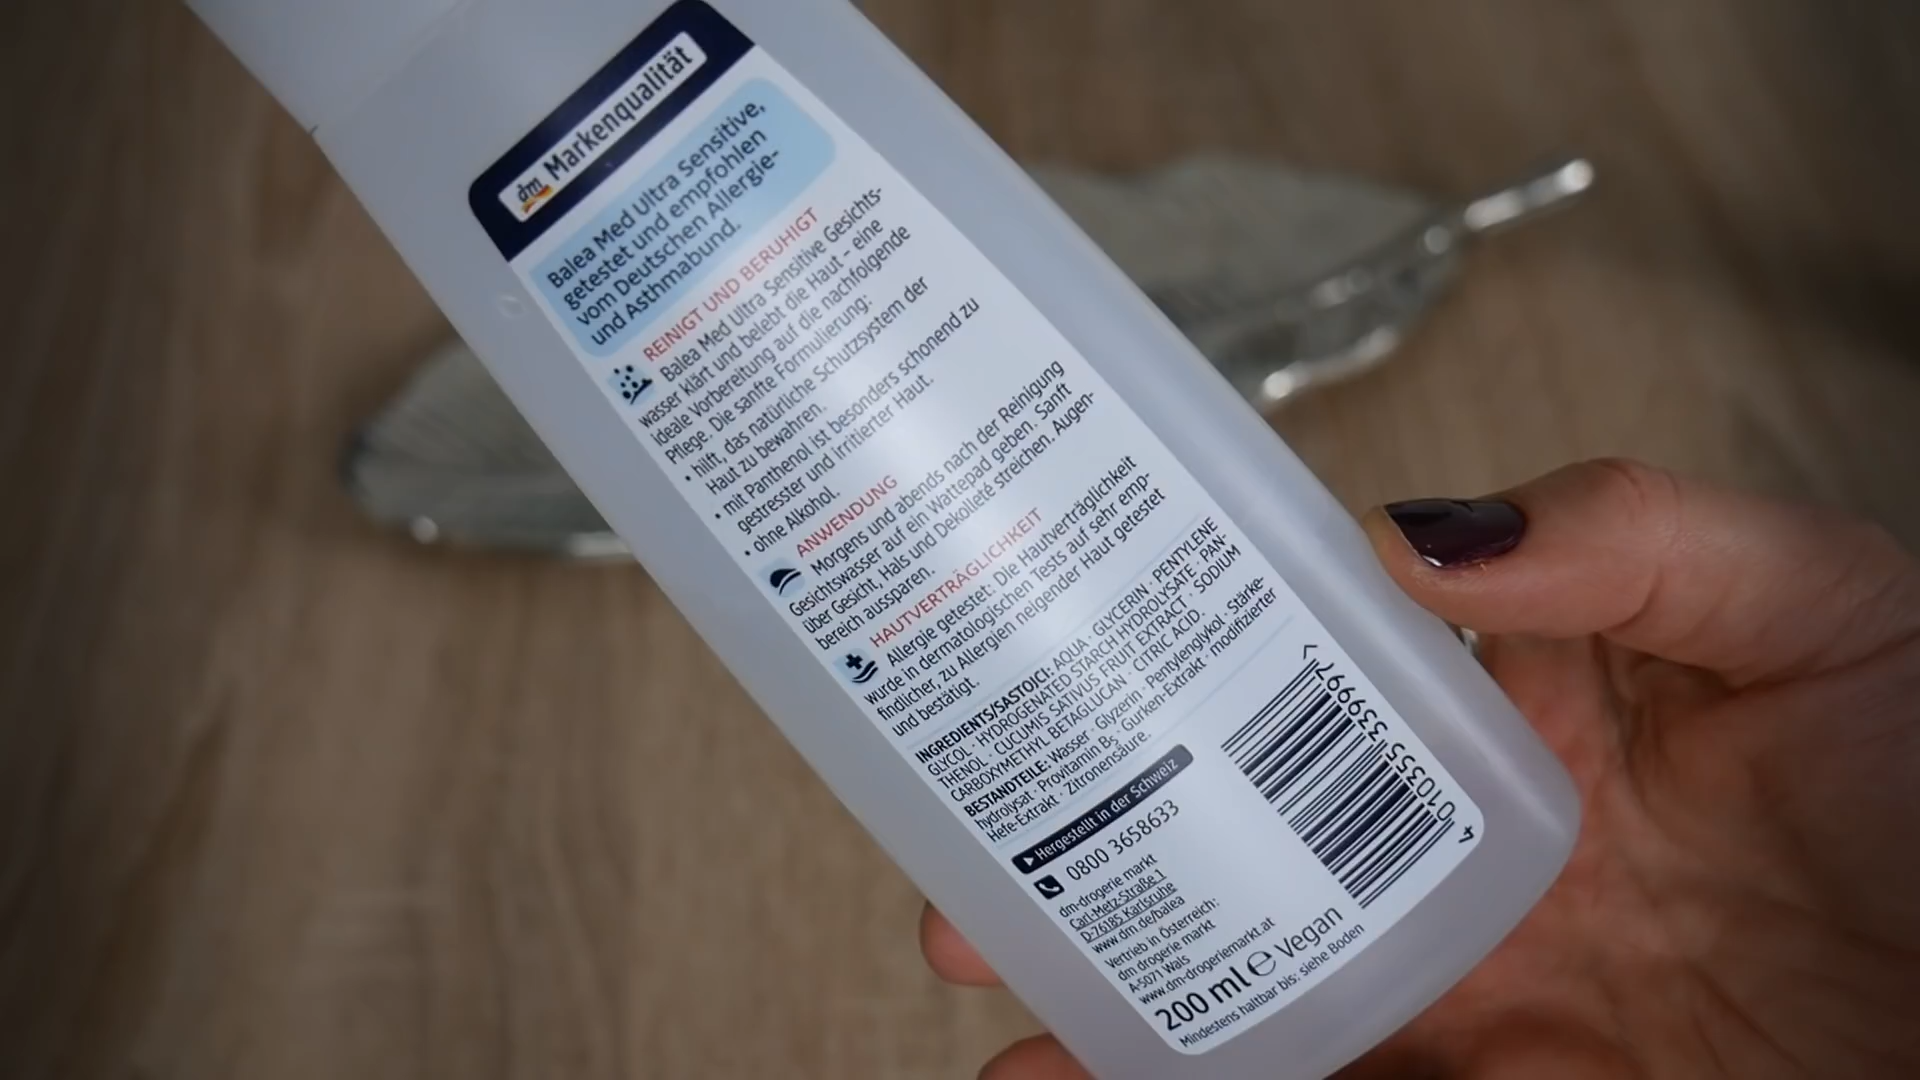 dm Markenqualität
Balea Med Ultra Sensitive,
getestet und empfohlen
vom Deutschen Allergie-
und Asthmabund.
REINIGT UND BERUHIGT
Balea Med Ultra Sensitive Gesichts-
wasser klärt und belebt die Haut – eine
ideale Vorbereitung auf die nachfolgende
Pflege. Die sanfte Formulierung:
• hilft, das natürliche Schutzsystem der
Haut zu bewahren.
• mit Panthenol ist besonders schonend zu
gestresster und irritierter Haut.
• ohne Alkohol.
ANWENDUNG
Morgens und abends nach der Reinigung
Gesichtswasser auf ein Wattepad geben. Sanft
über Gesicht, Hals und Dekolleté streichen. Augen-
bereich aussparen.
HAUTVERTRÄGLICHKEIT
Allergie getestet: Die Hautverträglichkeit
wurde in dermatologischen Tests auf sehr emp-
findlicher, zu Allergien neigender Haut getestet
und bestätigt.
INGREDIENTS/SASTOJCI: AQUA · GLYCERIN · PENTYLENE
GLYCOL · HYDROGENATED STARCH HYDROLYSATE · PAN-
THENOL · CUCUMIS SATIVUS FRUIT EXTRACT · SODIUM
CARBOXYMETHYL BETAGLUCAN · CITRIC ACID.
BESTANDTEILE: Wasser · Glyzerin · Pentylenglykol · Stärke-
hydrolysat · Provitamin B5 · Gurken-Extrakt · modifizierter
Hefe-Extrakt · Zitronensäure.
Hergestellt in der Schweiz
0800 3658633
dm-drogerie markt
Carl-Metz-Straße 1
D-76185 Karlsruhe
www.dm.de/balea
Vertrieb in Österreich:
dm drogerie markt
A-5071 Wals
www.dm-drogeriemarkt.at
200 ml e Vegan
Mindestens haltbar bis: siehe Boden
4 010355 339973 >